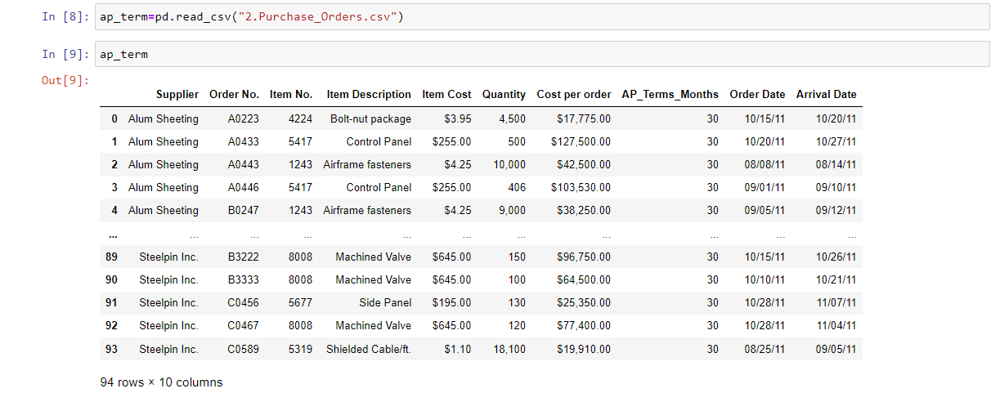 In [8]: ap_term=pd.read_csv("2.Purchase_Orders.csv")
In [9]: ap_term
Out[9]:
Supplier Order No. Item No. Item Description Item Cost Quantity Cost per order AP_Terms_Months Order Date Arrival Date
0 Alum Sheeting A0223 4224 Bolt-nut package $3.95 4,500 $17,775.00 30 10/15/11 10/20/11
1 Alum Sheeting A0433 5417 Control Panel $255.00 500 $127,500.00 30 10/20/11 10/27/11
2 Alum Sheeting A0443 1243 Airframe fasteners $4.25 10,000 $42,500.00 30 08/08/11 08/14/11
3 Alum Sheeting A0446 5417 Control Panel $255.00 406 $103,530.00 30 09/01/11 09/10/11
4 Alum Sheeting B0247 1243 Airframe fasteners $4.25 9,000 $38,250.00 30 09/05/11 09/12/11
... ... ... ... ... ... ... ... ... ... ...
89 Steelpin Inc. B3222 8008 Machined Valve $645.00 150 $96,750.00 30 10/15/11 10/26/11
90 Steelpin Inc. B3333 8008 Machined Valve $645.00 100 $64,500.00 30 10/10/11 10/21/11
91 Steelpin Inc. C0456 5677 Side Panel $195.00 130 $25,350.00 30 10/28/11 11/07/11
92 Steelpin Inc. C0467 8008 Machined Valve $645.00 120 $77,400.00 30 10/28/11 11/04/11
93 Steelpin Inc. C0589 5319 Shielded Cable/ft. $1.10 18,100 $19,910.00 30 08/25/11 09/05/11
94 rows × 10 columns